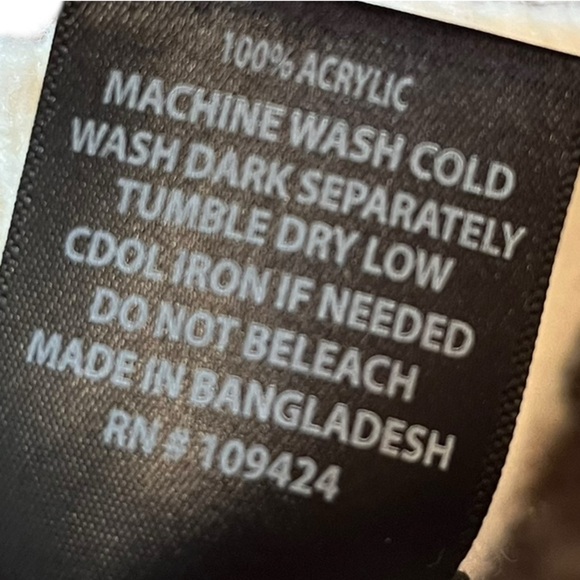 100% ACRYLIC
MACHINE WASH COLD
WASH DARK SEPARATELY
TUMBLE DRY LOW
CDOL IRON IF NEEDED
DO NOT BELEACH
MADE IN BANGLADESH
RN # 109424